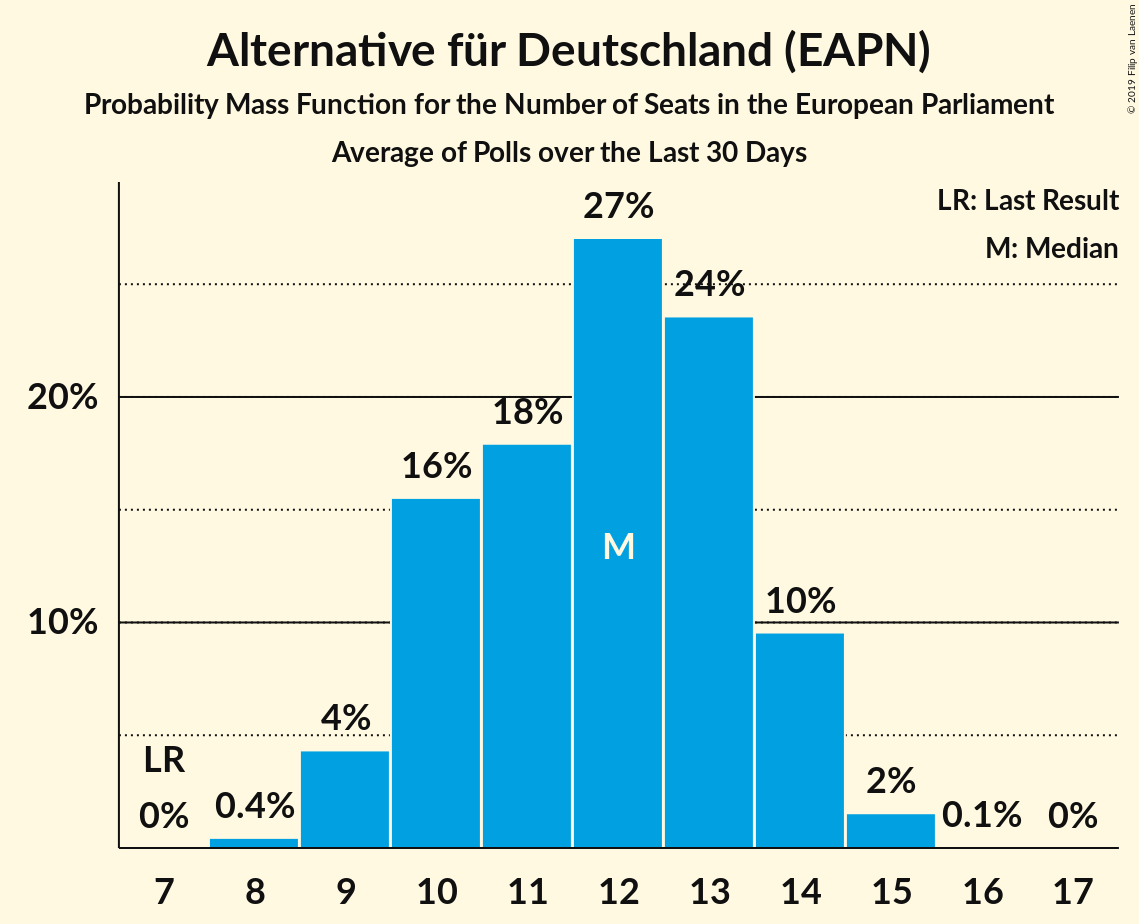 Alternative für Deutschland (EAPN)
Probability Mass Function for the Number of Seats in the European Parliament
Average of Polls over the Last 30 Days
© 2019 Filip van Laenen
LR: Last Result
M: Median
27%
24%
20%
18%
16%
M
10%
10%
4%
LR
2%
0%
0.4%
0.1%
0%
7 8 9 10 11 12 13 14 15 16 17